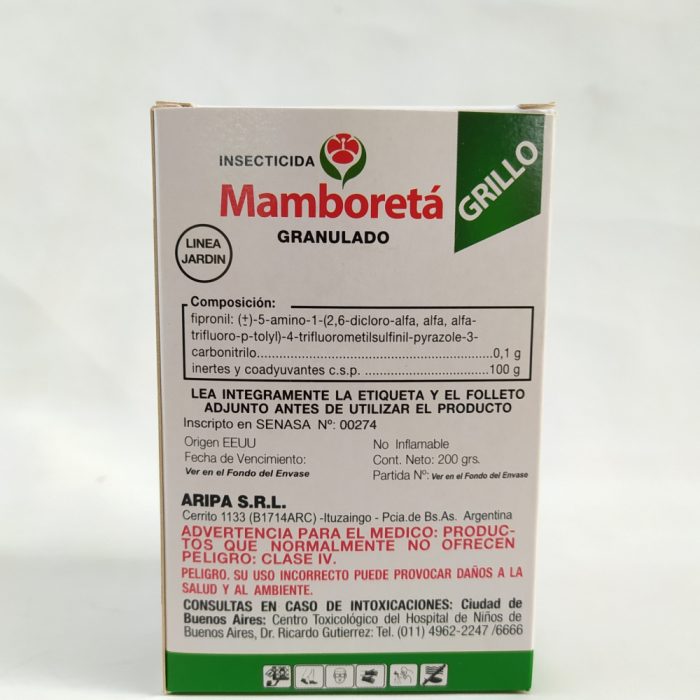 INSECTICIDA
Mamboretá
GRANULADO
GRILLO
LINEA
JARDIN
Composición:
fipronil: (±)-5-amino-1-(2,6-dicloro-alfa, alfa, alfa-
trifluoro-p-tolyl)-4-trifluorometilsulfinil-pyrazole-3-
carbonitrilo..................................................0,1 g
inertes y coadyuvantes c.s.p. ...........................100 g
LEA INTEGRAMENTE LA ETIQUETA Y EL FOLLETO
ADJUNTO ANTES DE UTILIZAR EL PRODUCTO
Inscripto en SENASA Nº: 00274
Origen EEUU
Fecha de Vencimiento:
Ver en el Fondo del Envase
No Inflamable
Cont. Neto: 200 grs.
Partida Nº: Ver en el Fondo del Envase
ARIPA S.R.L.
Cerrito 1133 (B1714ARC) -Ituzaingo - Pcia.de Bs.As. Argentina
ADVERTENCIA PARA EL MEDICO: PRODUC-
TOS QUE NORMALMENTE NO OFRECEN
PELIGRO: CLASE IV.
PELIGRO. SU USO INCORRECTO PUEDE PROVOCAR DAÑOS A LA
SALUD Y AL AMBIENTE.
CONSULTAS EN CASO DE INTOXICACIONES: Ciudad de
Buenos Aires: Centro Toxicológico del Hospital de Niños de
Buenos Aires, Dr. Ricardo Gutierrez: Tel. (011) 4962-2247 /6666